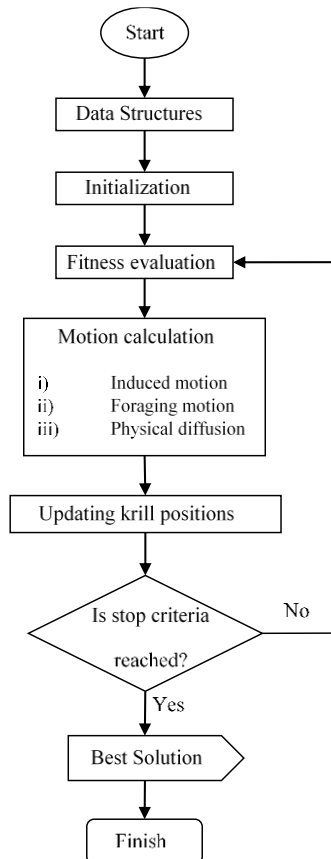 Start
Data Structures
Initialization
Fitness evaluation
Motion calculation
i) Induced motion
ii) Foraging motion
iii) Physical diffusion
Updating krill positions
Is stop criteria
reached?
No
Yes
Best Solution
Finish